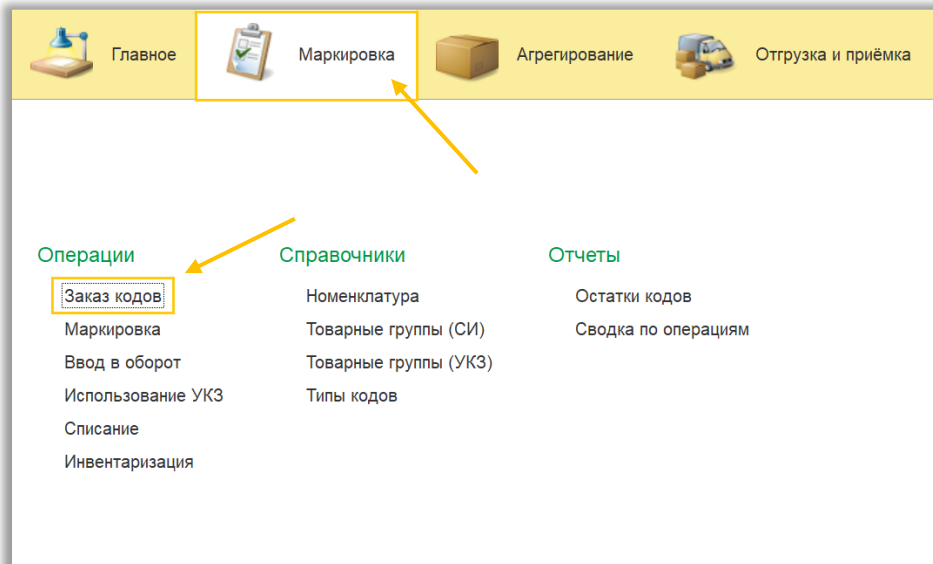 Главное
Маркировка
Агрегирование
Отгрузка и приёмка
Операции
Заказ кодов
Маркировка
Ввод в оборот
Использование УКЗ
Списание
Инвентаризация
Справочники
Номенклатура
Товарные группы (СИ)
Товарные группы (УКЗ)
Типы кодов
Отчеты
Остатки кодов
Сводка по операциям